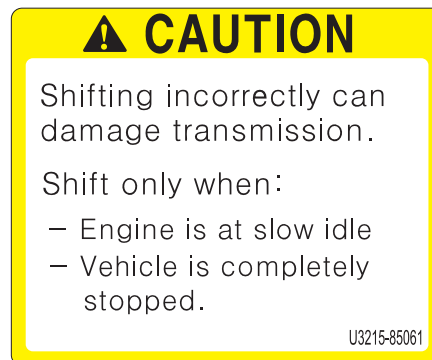 CAUTION
Shifting incorrectly can
damage transmission.
Shift only when:
– Engine is at slow idle
– Vehicle is completely
stopped.
U3215-85061